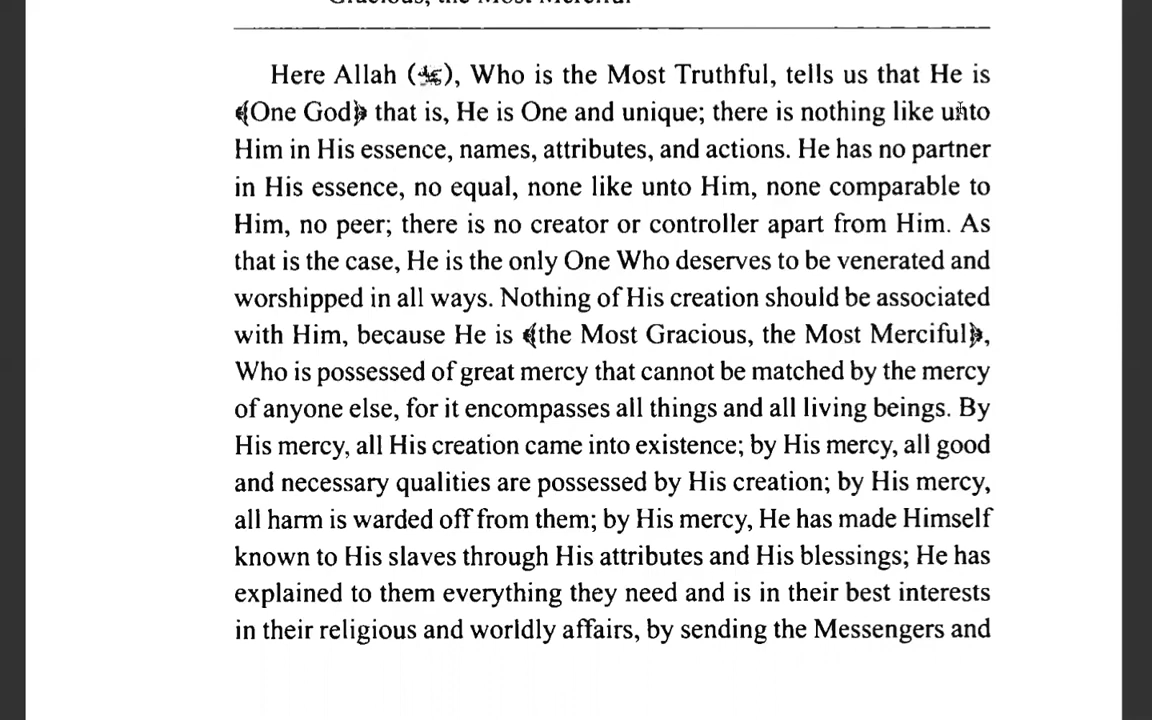 Gracious, the Most Merciful
Here Allah (ﷻ), Who is the Most Truthful, tells us that He is
﴾One God﴿ that is, He is One and unique; there is nothing like unto
Him in His essence, names, attributes, and actions. He has no partner
in His essence, no equal, none like unto Him, none comparable to
Him, no peer; there is no creator or controller apart from Him. As
that is the case, He is the only One Who deserves to be venerated and
worshipped in all ways. Nothing of His creation should be associated
with Him, because He is ﴾the Most Gracious, the Most Merciful﴿,
Who is possessed of great mercy that cannot be matched by the mercy
of anyone else, for it encompasses all things and all living beings. By
His mercy, all His creation came into existence; by His mercy, all good
and necessary qualities are possessed by His creation; by His mercy,
all harm is warded off from them; by His mercy, He has made Himself
known to His slaves through His attributes and His blessings; He has
explained to them everything they need and is in their best interests
in their religious and worldly affairs, by sending the Messengers and